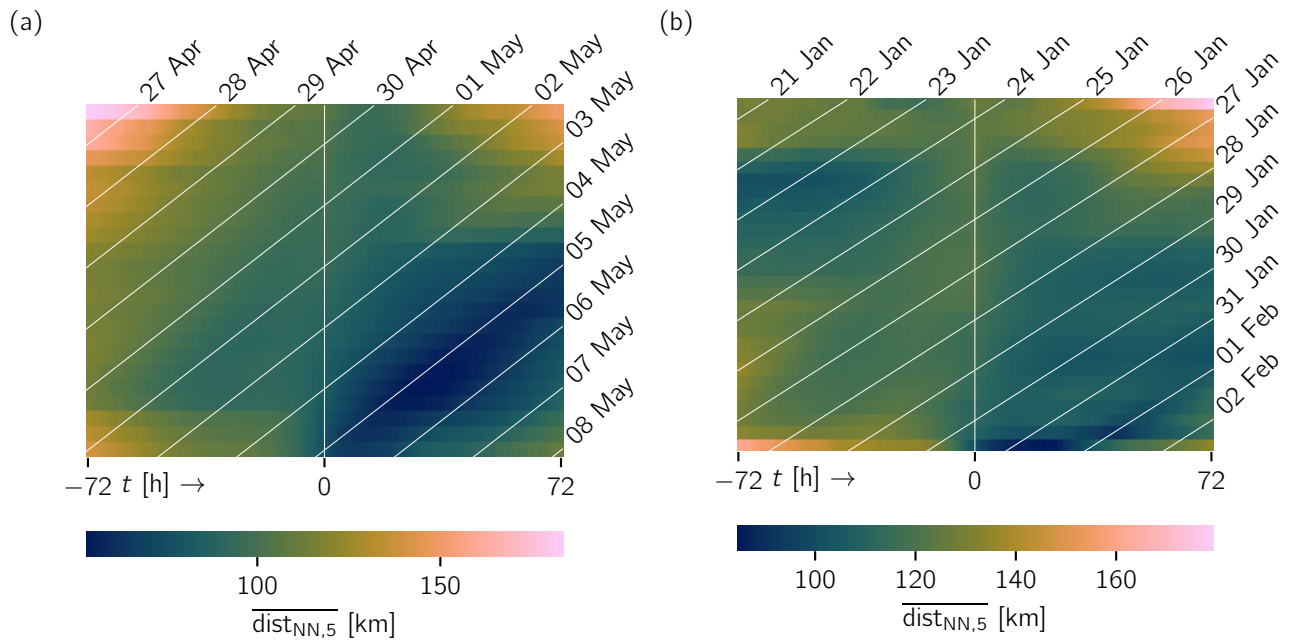 (a)
27 Apr
28 Apr
29 Apr
30 Apr
01 May
02 May
03 May
04 May
05 May
06 May
07 May
08 May
−72 t [h] → 0 72
100 150
dist_NN,5 [km]
(b)
21 Jan
22 Jan
23 Jan
24 Jan
25 Jan
26 Jan
27 Jan
28 Jan
29 Jan
30 Jan
31 Jan
01 Feb
02 Feb
−72 t [h] → 0 72
100 120 140 160
dist_NN,5 [km]